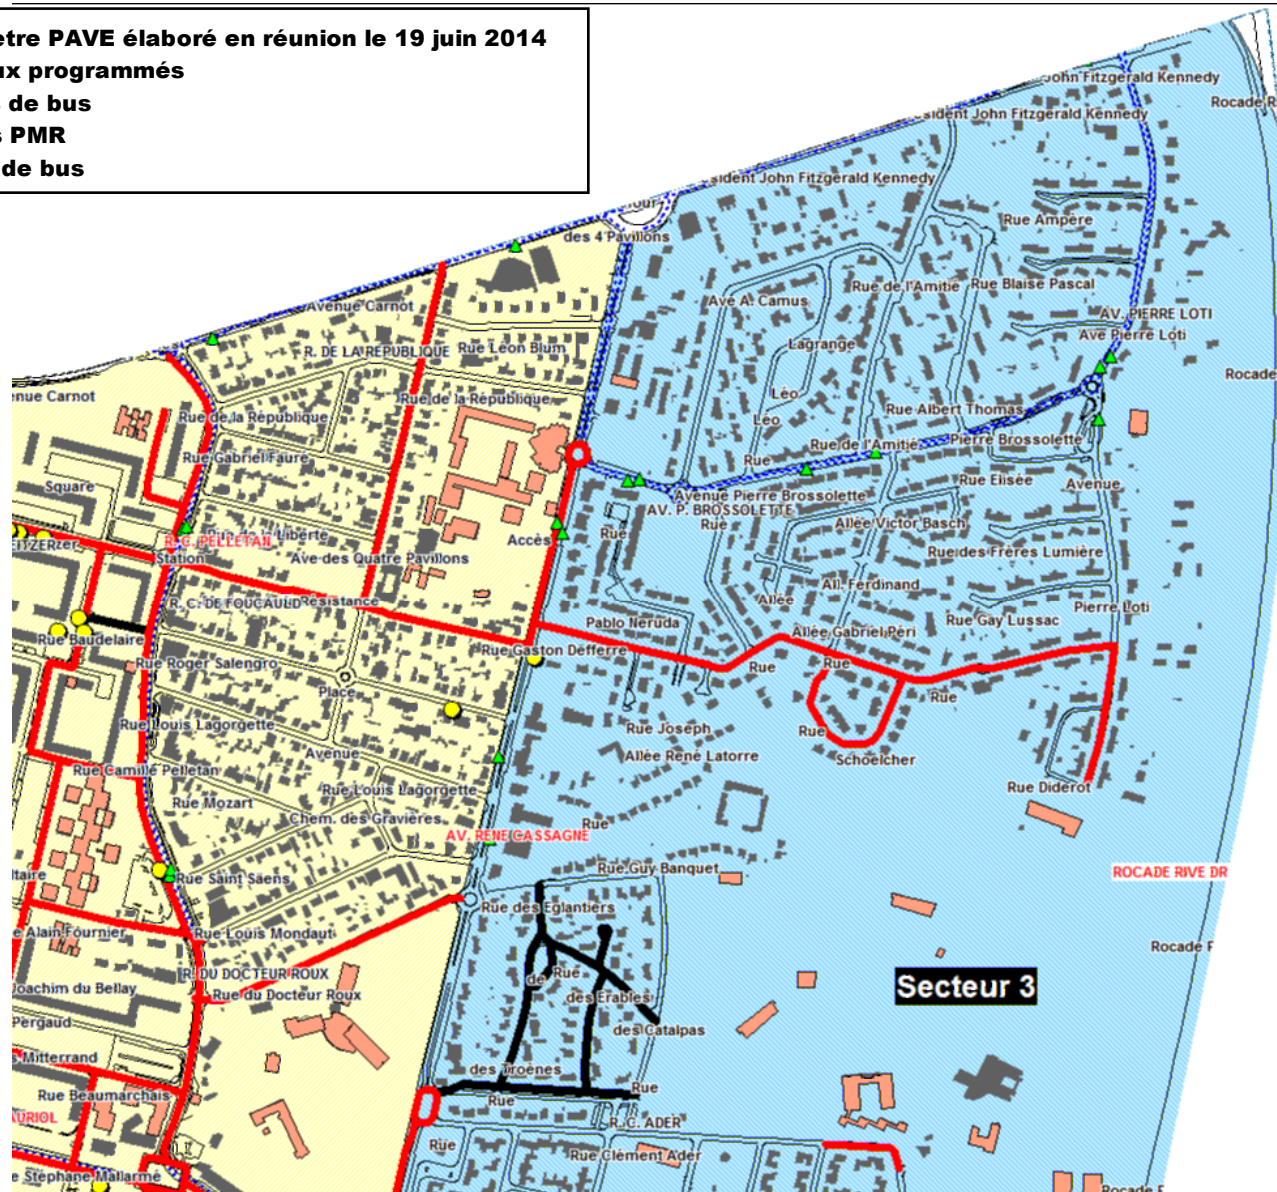 etre PAVE élaboré en réunion le 19 juin 2014
ux programmés
de bus
PMR
de bus
John Fitzgerald Kennedy
Rocade R
sident John Fitzgerald Kennedy
sident John Fitzgerald Kennedy
des 4 Pavillons
Rue Ampère
Rue de l'Amitié
Rue Blaise Pascal
Avenue Carnot
Ave A. Camus
AV. PIERRE LOTI
Ave Pierre Loti
Lagrange
R. DE LA RÉPUBLIQUE
Rue Léon Blum
Rocade
enue Carnot
Rue de la République
Léo
Rue de la République
Rue Albert Thomas
Léo
Rue de l'Amitié
Pierre Brossolette
Rue Gabriel Fauré
Rue
Rue Elisée
Avenue
Square
Avenue Pierre Brossolette
AV. P. BROSSOLETTE
Rue
Allée Victor Basch
Rue
Liberté
R. C. PELLETAN
Accès
EITZER
zer
Station
Ave des Quatre Pavillons
Rue des Frères Lumière
All. Ferdinand
Allée
R. C. DE FOUCAULD
Résistance
Pierre Loti
Pablo Neruda
Rue Gay Lussac
Allée Gabriel Péri
Rue Baudelaire
Rue Gaston Defferre
Rue Roger Salengro
Rue
Rue
Place
Rue
Rue Louis Lagorgette
Rue Joseph
Rue
Avenue
Allée René Latorre
Schoelcher
Rue Camille Pelletan
Rue Louis Lagorgette
Rue Diderot
Rue Mozart
Chem. des Gravières
Rue
AV. RENE CASSAGNE
Rue Guy Banquet
ROCADE RIVE DR
ltaire
Rue Saint Saens
Rue des Eglantiers
e Alain Fournier
Rue Louis Mondaut
Rocade F
R. DU DOCTEUR ROUX
de
Rue
Joachim du Bellay
Rue du Docteur Roux
des Erables
Secteur 3
Pergaud
des Catalpas
s Mitterrand
des Troènes
Rue Beaumarchais
Rue
Rue
AURIOL
R. C. ADER
Rue
Rue Clément Ader
e Stéphane Mallarmé
Rocade F